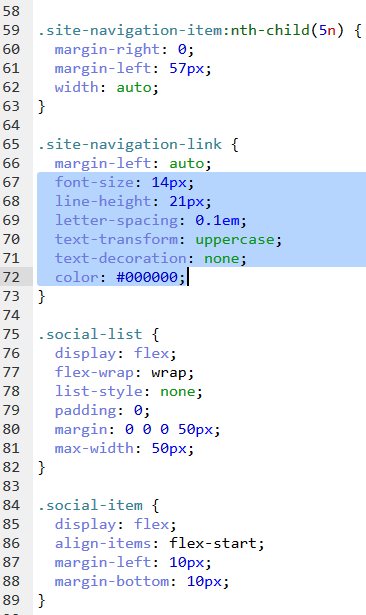 58
59 .site-navigation-item:nth-child(5n) {
60 margin-right: 0;
61 margin-left: 57px;
62 width: auto;
63 }
64
65 .site-navigation-link {
66 margin-left: auto;
67 font-size: 14px;
68 line-height: 21px;
69 letter-spacing: 0.1em;
70 text-transform: uppercase;
71 text-decoration: none;
72 color: #000000;
73 }
74
75 .social-list {
76 display: flex;
77 flex-wrap: wrap;
78 list-style: none;
79 padding: 0;
80 margin: 0 0 0 50px;
81 max-width: 50px;
82 }
83
84 .social-item {
85 display: flex;
86 align-items: flex-start;
87 margin-left: 10px;
88 margin-bottom: 10px;
89 }